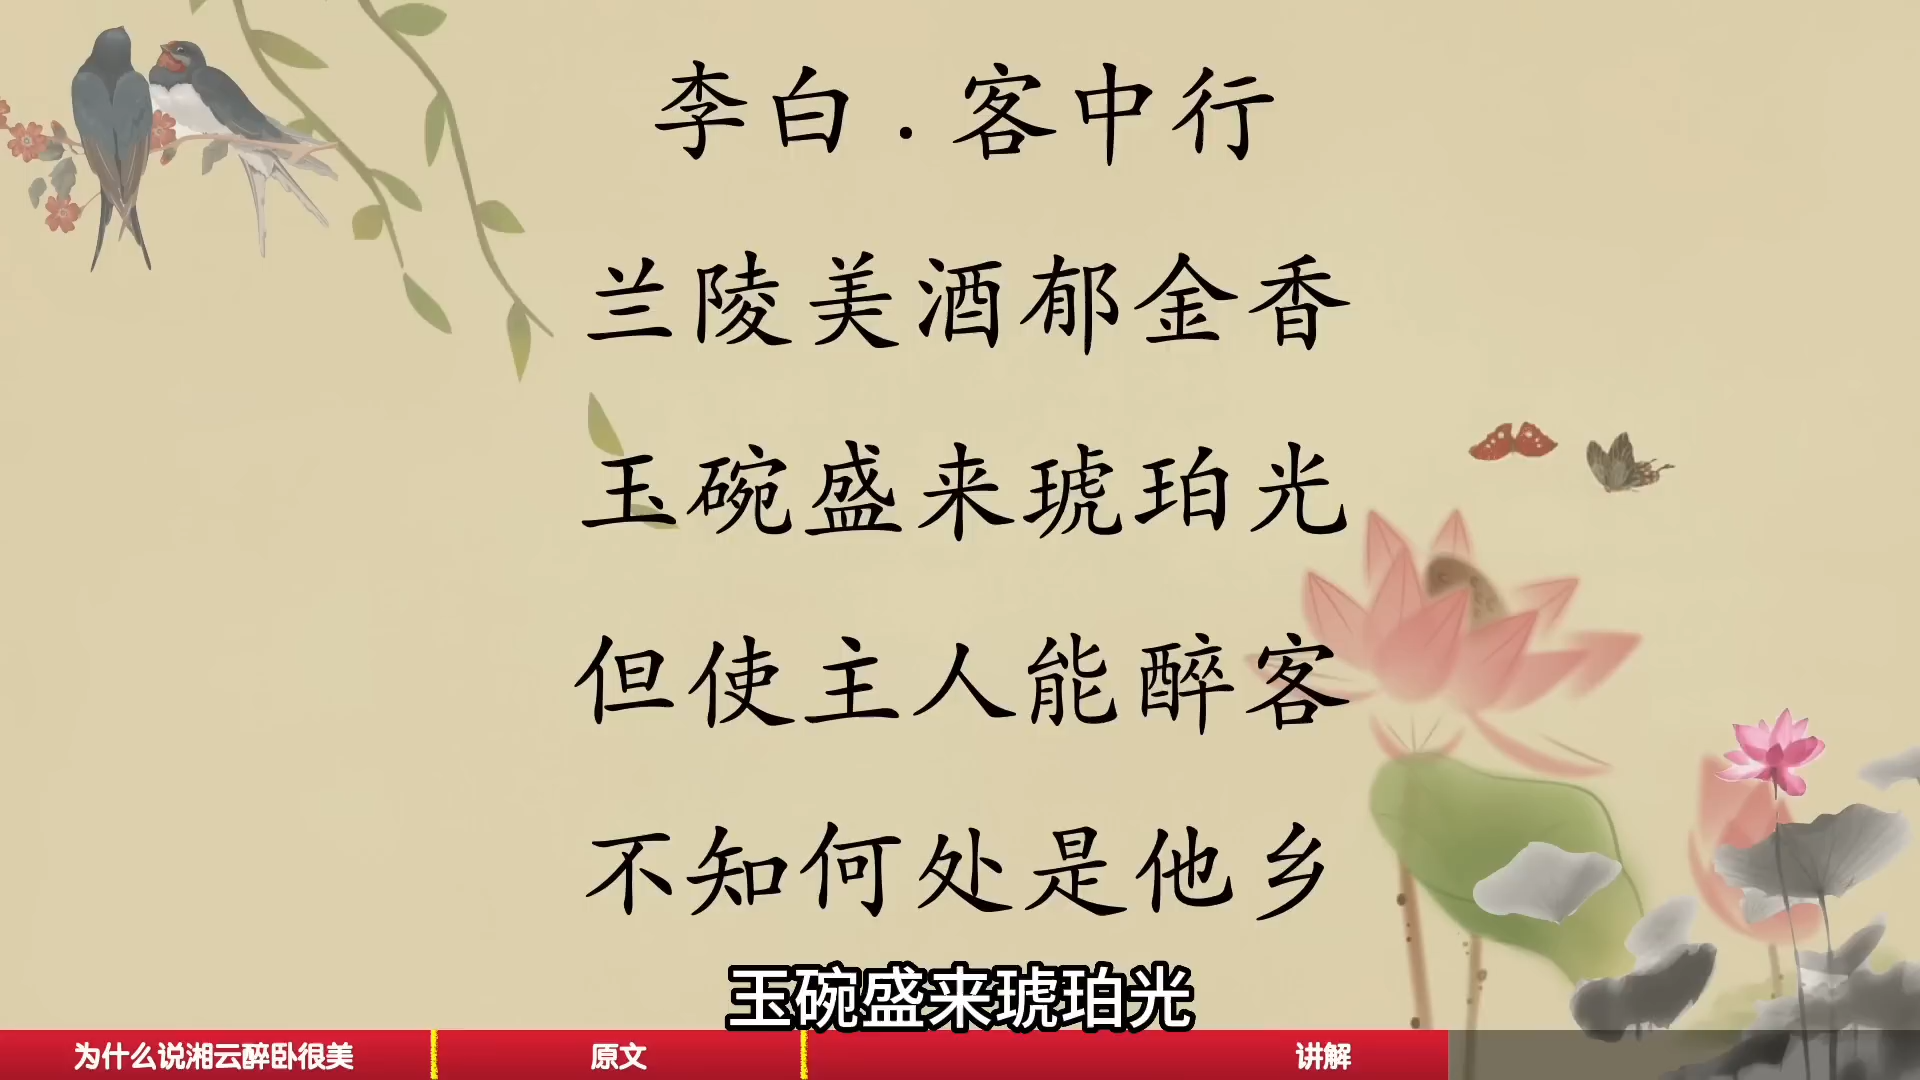 李白.客中行
兰陵美酒郁金香
玉碗盛来琥珀光
但使主人能醉客
不知何处是他乡
玉碗盛来琥珀光
为什么说湘云醉卧很美
原文
讲解